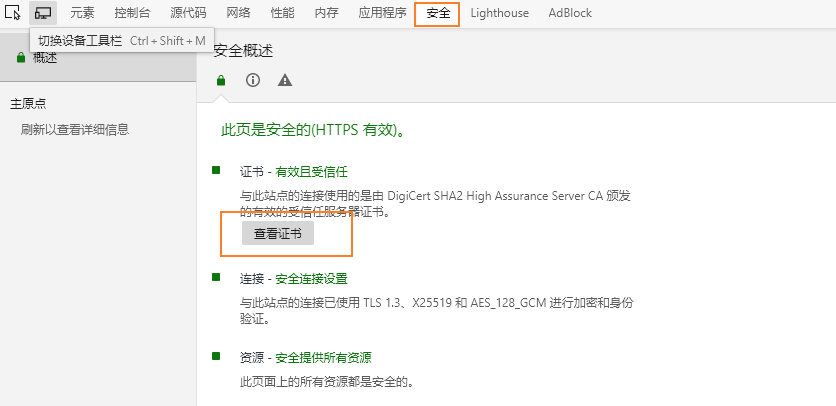 元素 控制台 源代码 网络 性能 内存 应用程序 安全 Lighthouse AdBlock
切换设备工具栏 Ctrl + Shift + M
概述
主原点
刷新以查看详细信息
安全概述
此页是安全的(HTTPS 有效)。
证书 - 有效且受信任
与此站点的连接使用的是由 DigiCert SHA2 High Assurance Server CA 颁发
的有效的受信任服务器证书。
查看证书
连接 - 安全连接设置
与此站点的连接已使用 TLS 1.3、X25519 和 AES_128_GCM 进行加密和身份
验证。
资源 - 安全提供所有资源
此页面上的所有资源都是安全的。